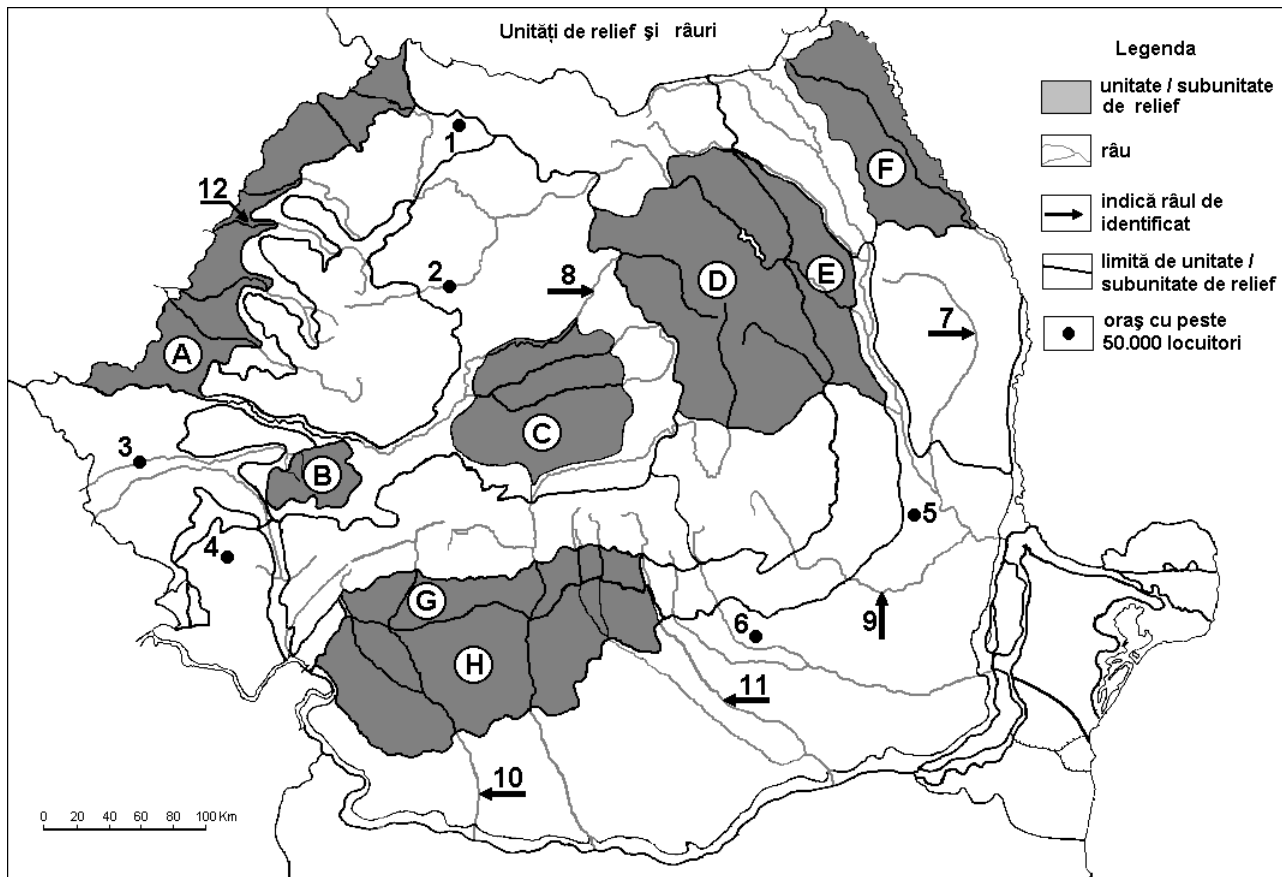 Unități de relief și râuri
Legenda
unitate / subunitate
de relief
râu
indică râul de
identificat
limită de unitate /
subunitate de relief
oraș cu peste
50.000 locuitori
1
F
12
E
2
8
D
7
A
3
C
B
5
4
G
6
9
H
11
10
0 20 40 60 80 100 Km